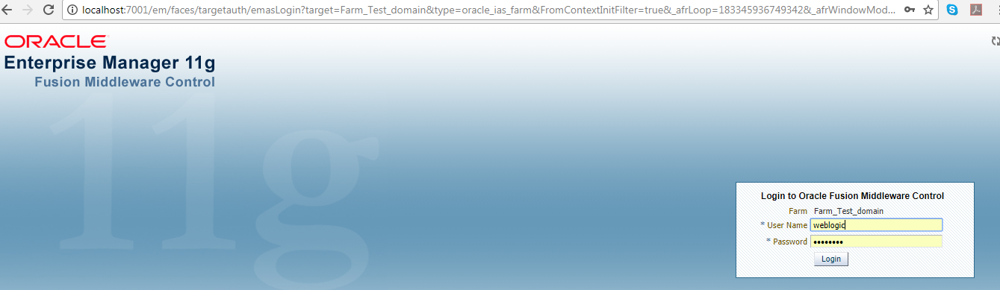 localhost:7001/em/faces/targetauth/emasLogin?target=Farm_Test_domain&type=oracle_ias_farm&FromContextInitFilter=true&_afrLoop=183345936749342&_afrWindowMod...
ORACLE
Enterprise Manager 11g
Fusion Middleware Control
11g
Login to Oracle Fusion Middleware Control
Farm Farm_Test_domain
* User Name weblogic
* Password ••••••••
Login